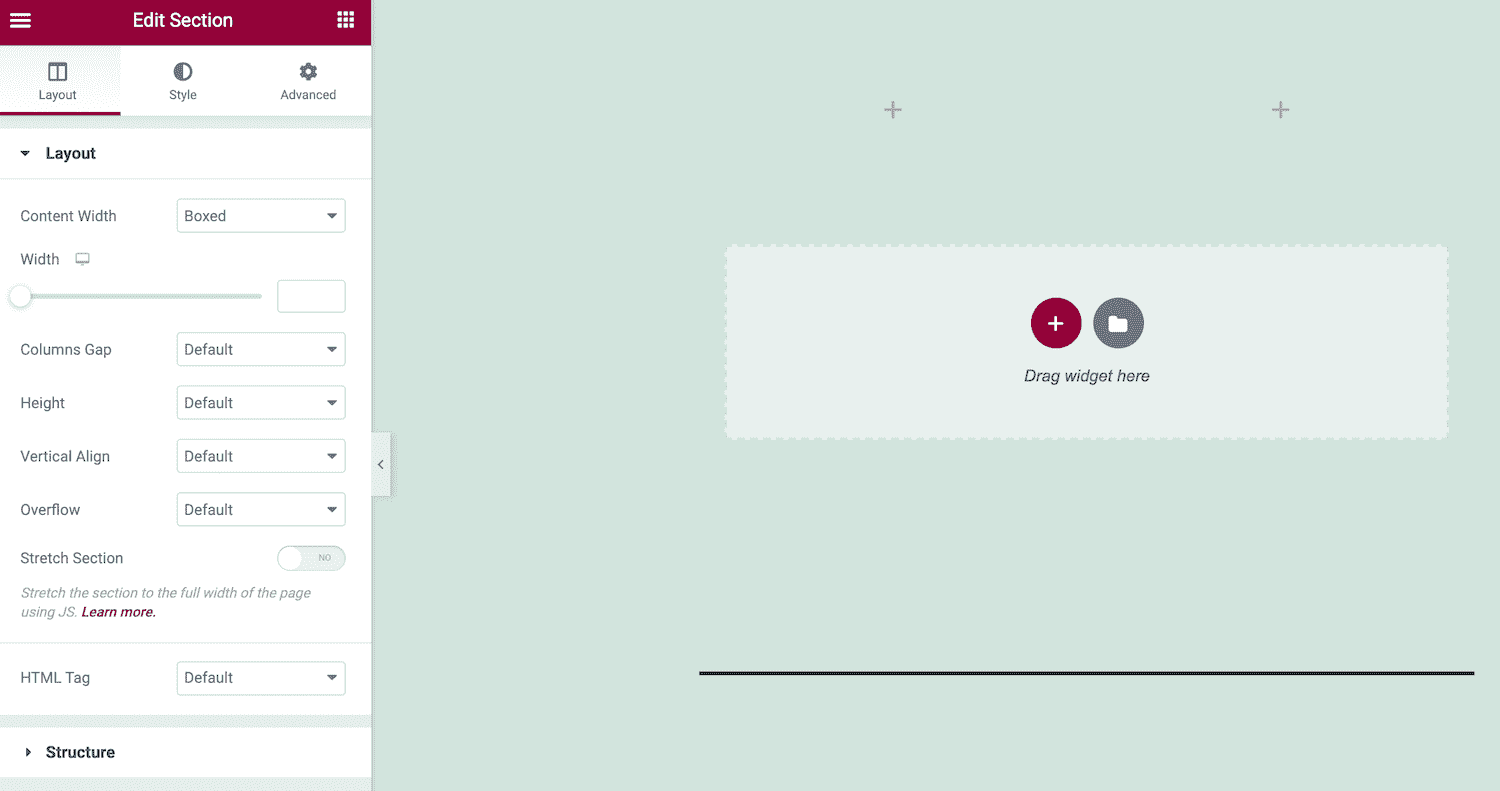 Edit Section
Layout
Style
Advanced
Layout
Content Width
Boxed
Width
Columns Gap
Default
Height
Default
Vertical Align
Default
Overflow
Default
Stretch Section
NO
Stretch the section to the full width of the page
using JS. Learn more.
HTML Tag
Default
Structure
Drag widget here